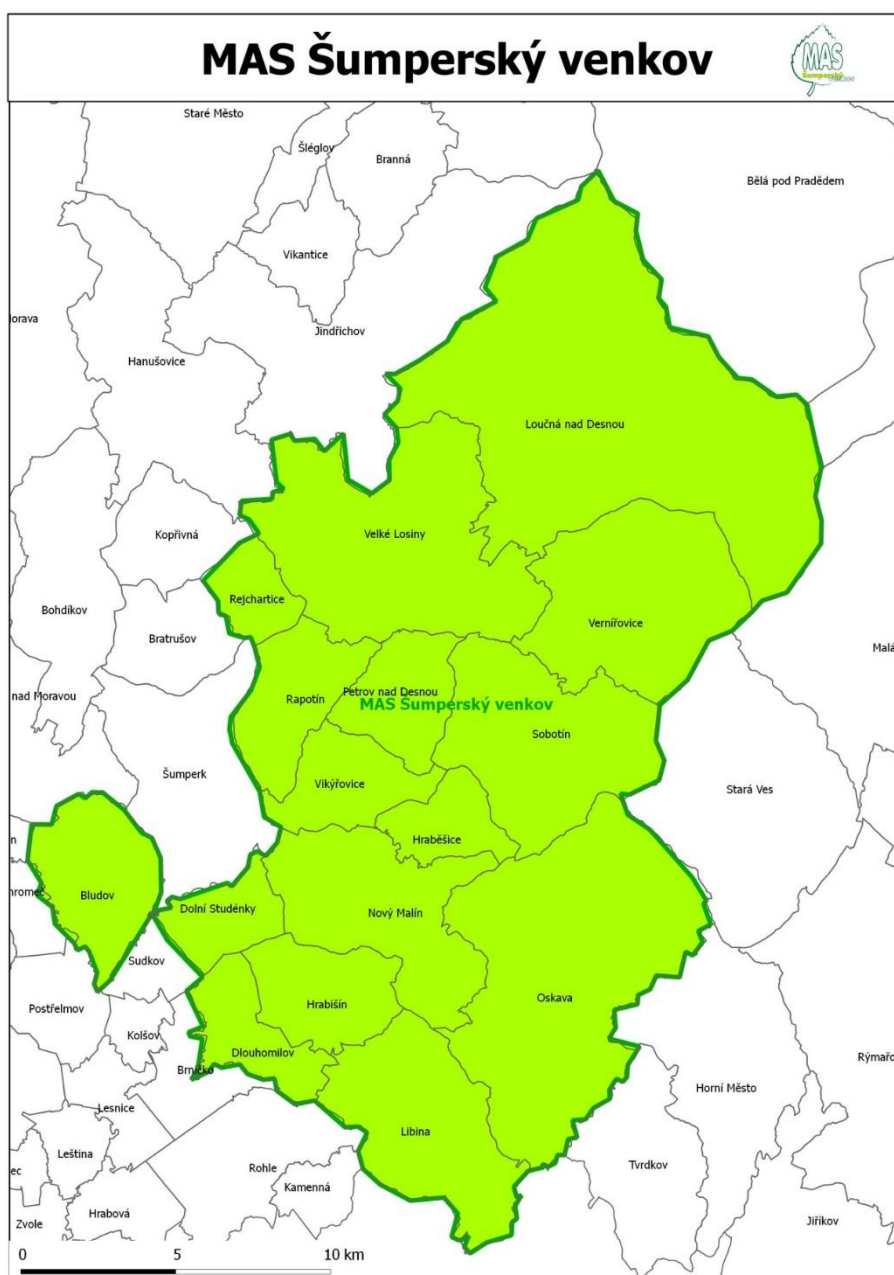 MAS Šumperský venkov
MAS
Šumperský
Staré Město
Šléglov
Branná
Bělá pod Pradědem
Vikantice
Jindřichov
Hanušovice
Loučná nad Desnou
Velké Losiny
Kopřivná
Rejchartice
Bohdíkov
Bratrušov
Vernířovice
nad Moravou
Rapotín
Petrov nad Desnou
MAS Šumperský venkov
Sobotín
Šumperk
Vikýřovice
Stará Ves
Hraběšice
Bludov
Dolní Studénky
Nový Malín
Sudkov
Postřelmov
Hrabišín
Oskava
Kolšov
Dlouhomilov
Brníčko
Horní Město
Lesnice
Libina
Leština
Rohle
Tvrdkov
Kamenná
Hrabová
Zvole
Jiříkov
0 5 10 km